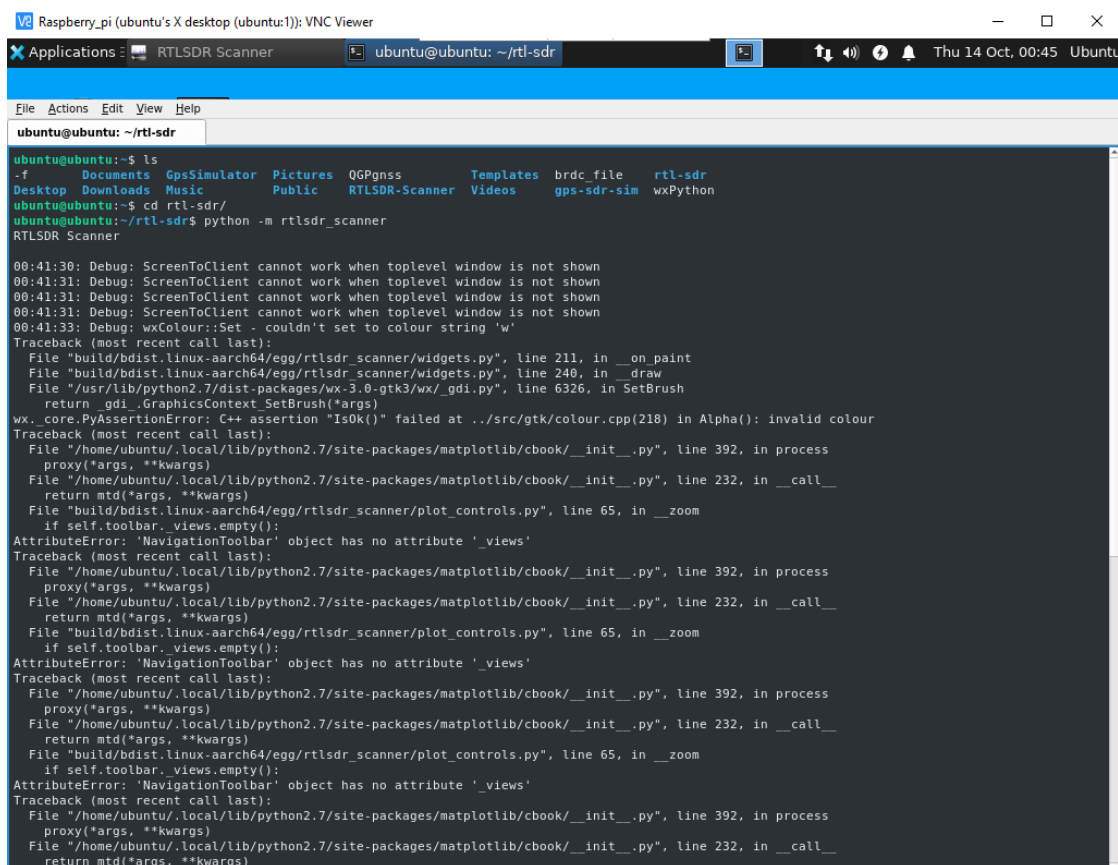 Raspberry_pi (ubuntu's X desktop (ubuntu:1)): VNC Viewer
Applications RTLSDR Scanner ubuntu@ubuntu: ~/rtl-sdr Thu 14 Oct, 00:45 Ubuntu
File Actions Edit View Help
ubuntu@ubuntu: ~/rtl-sdr
ubuntu@ubuntu:~$ ls
-f Documents GpsSimulator Pictures QGPgnss Templates brdc_file rtl-sdr
Desktop Downloads Music Public RTLSDR-Scanner Videos gps-sdr-sim wxPython
ubuntu@ubuntu:~$ cd rtl-sdr/
ubuntu@ubuntu:~/rtl-sdr$ python -m rtlsdr_scanner
RTLSDR Scanner
00:41:30: Debug: ScreenToClient cannot work when toplevel window is not shown
00:41:31: Debug: ScreenToClient cannot work when toplevel window is not shown
00:41:31: Debug: ScreenToClient cannot work when toplevel window is not shown
00:41:31: Debug: ScreenToClient cannot work when toplevel window is not shown
00:41:33: Debug: wxColour::Set - couldn't set to colour string 'w'
Traceback (most recent call last):
  File "build/bdist.linux-aarch64/egg/rtlsdr_scanner/widgets.py", line 211, in __on_paint
  File "build/bdist.linux-aarch64/egg/rtlsdr_scanner/widgets.py", line 240, in __draw
  File "/usr/lib/python2.7/dist-packages/wx-3.0-gtk3/wx/_gdi.py", line 6326, in SetBrush
    return _gdi_.GraphicsContext_SetBrush(*args)
wx._core.PyAssertionError: C++ assertion "IsOk()" failed at ../src/gtk/colour.cpp(218) in Alpha(): invalid colour
Traceback (most recent call last):
  File "/home/ubuntu/.local/lib/python2.7/site-packages/matplotlib/cbook/__init__.py", line 392, in process
    proxy(*args, **kwargs)
  File "/home/ubuntu/.local/lib/python2.7/site-packages/matplotlib/cbook/__init__.py", line 232, in __call__
    return mtd(*args, **kwargs)
  File "build/bdist.linux-aarch64/egg/rtlsdr_scanner/plot_controls.py", line 65, in __zoom
    if self.toolbar._views.empty():
AttributeError: 'NavigationToolbar' object has no attribute '_views'
Traceback (most recent call last):
  File "/home/ubuntu/.local/lib/python2.7/site-packages/matplotlib/cbook/__init__.py", line 392, in process
    proxy(*args, **kwargs)
  File "/home/ubuntu/.local/lib/python2.7/site-packages/matplotlib/cbook/__init__.py", line 232, in __call__
    return mtd(*args, **kwargs)
  File "build/bdist.linux-aarch64/egg/rtlsdr_scanner/plot_controls.py", line 65, in __zoom
    if self.toolbar._views.empty():
AttributeError: 'NavigationToolbar' object has no attribute '_views'
Traceback (most recent call last):
  File "/home/ubuntu/.local/lib/python2.7/site-packages/matplotlib/cbook/__init__.py", line 392, in process
    proxy(*args, **kwargs)
  File "/home/ubuntu/.local/lib/python2.7/site-packages/matplotlib/cbook/__init__.py", line 232, in __call__
    return mtd(*args, **kwargs)
  File "build/bdist.linux-aarch64/egg/rtlsdr_scanner/plot_controls.py", line 65, in __zoom
    if self.toolbar._views.empty():
AttributeError: 'NavigationToolbar' object has no attribute '_views'
Traceback (most recent call last):
  File "/home/ubuntu/.local/lib/python2.7/site-packages/matplotlib/cbook/__init__.py", line 392, in process
    proxy(*args, **kwargs)
  File "/home/ubuntu/.local/lib/python2.7/site-packages/matplotlib/cbook/__init__.py", line 232, in __call__
    return mtd(*args, **kwargs)